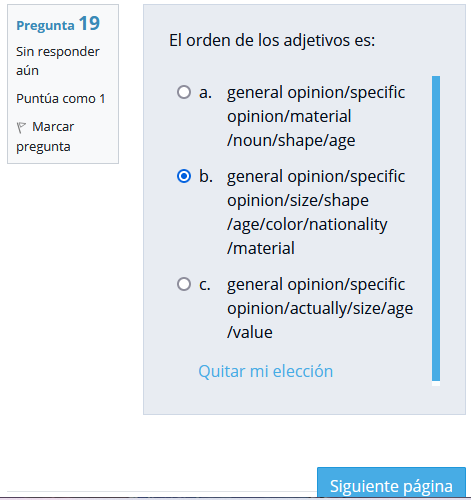 Pregunta 19
Sin responder
aún
Puntúa como 1
Marcar
pregunta
El orden de los adjetivos es:
a. general opinion/specific
opinion/material
/noun/shape/age
b. general opinion/specific
opinion/size/shape
/age/color/nationality
/material
c. general opinion/specific
opinion/actually/size/age
/value
Quitar mi elección
Siguiente página